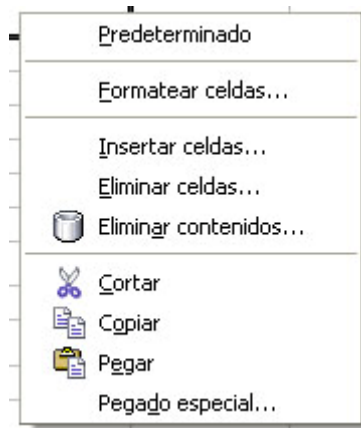 Predeterminado
Formatear celdas...
Insertar celdas...
Eliminar celdas...
Eliminar contenidos...
Cortar
Copiar
Pegar
Pegado especial...